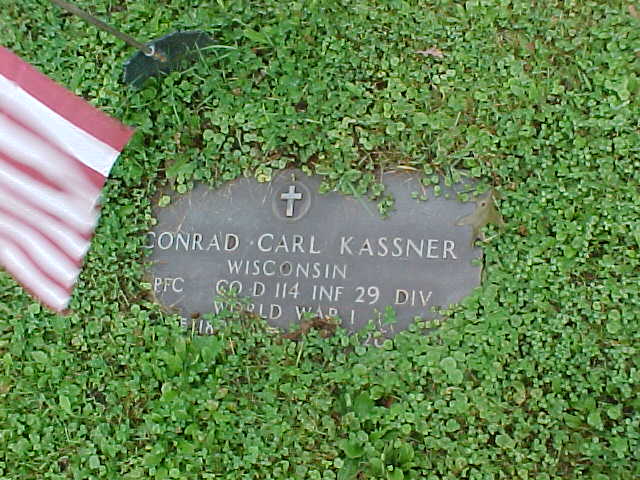 CONRAD CARL KASSNER
WISCONSIN
PFC CO D 114 INF 29 DIV
WORLD WAR I